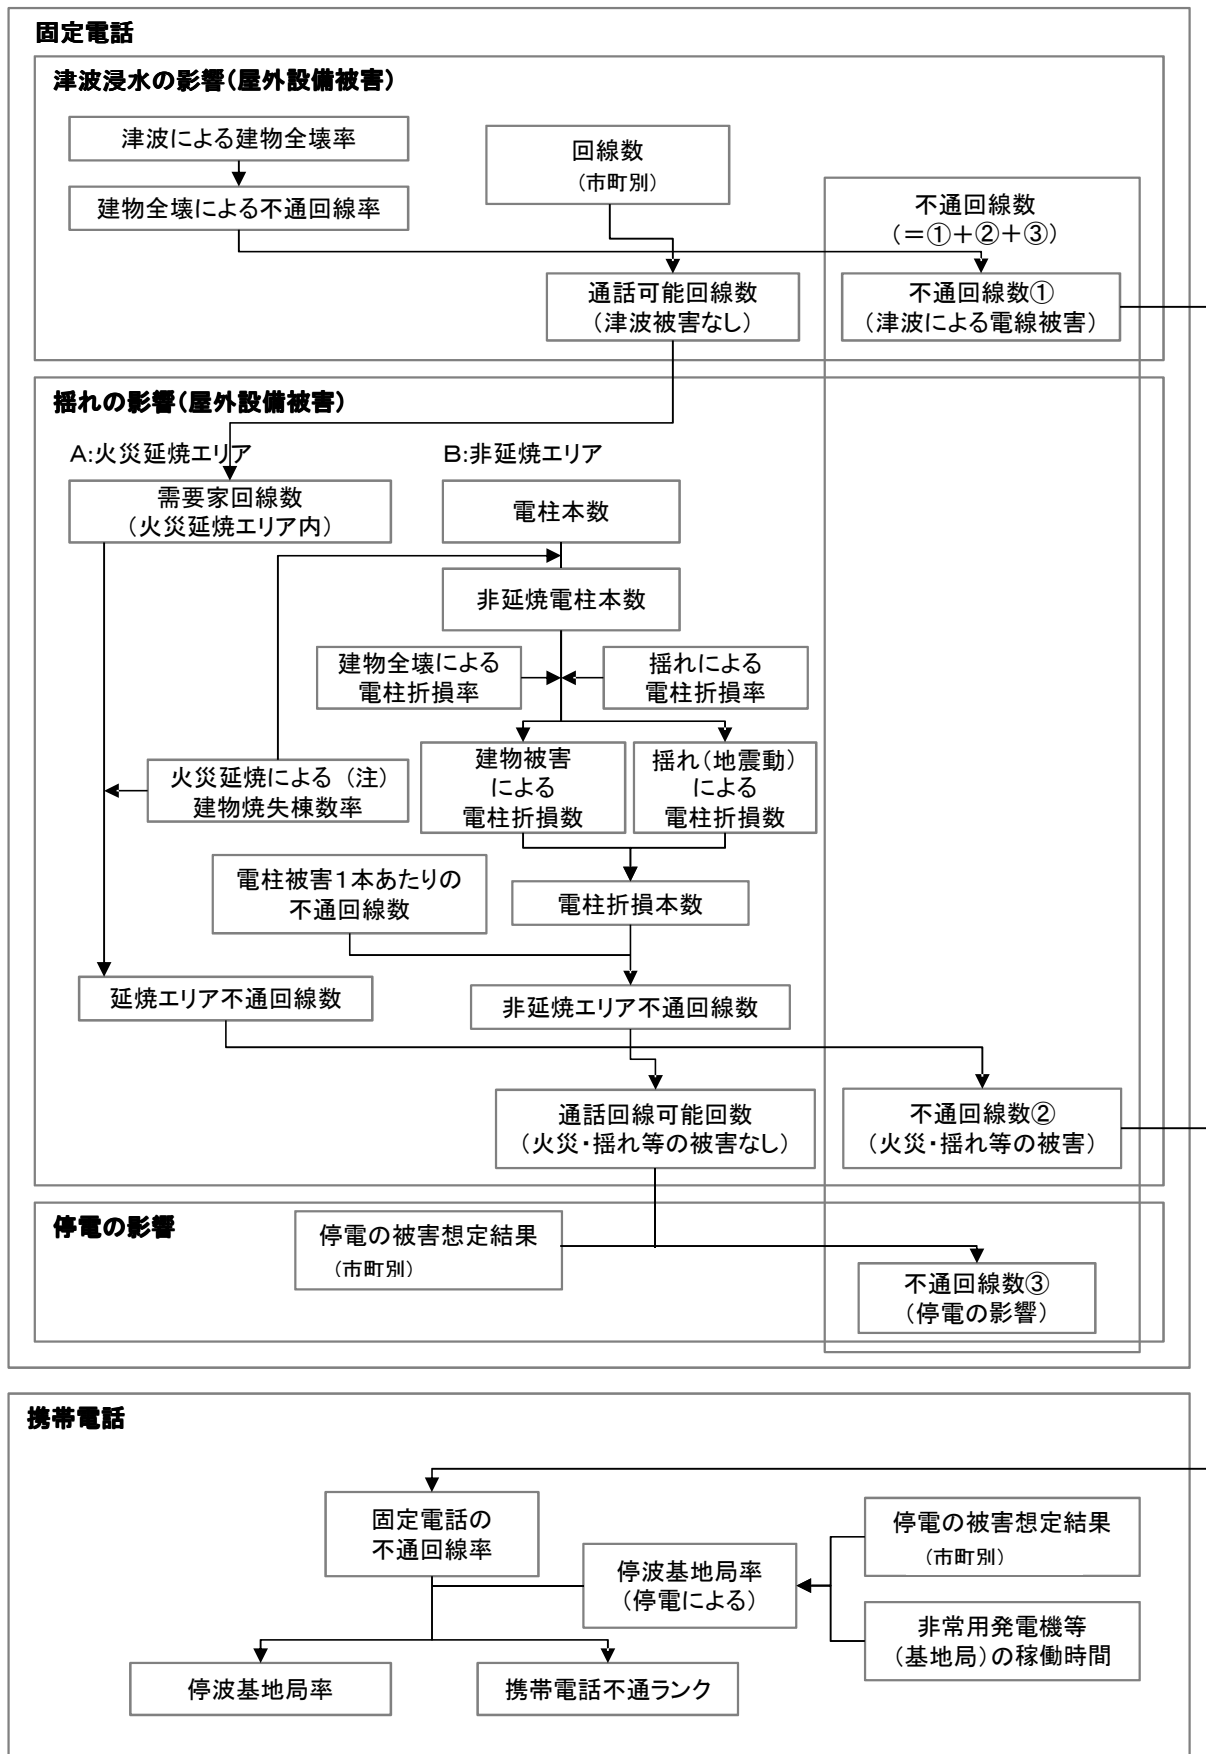 固定電話
津波浸水の影響(屋外設備被害)
津波による建物全壊率
建物全壊による不通回線率
回線数
(市町別)
不通回線数
(=①+②+③)
通話可能回線数
(津波被害なし)
不通回線数①
(津波による電線被害)
揺れの影響(屋外設備被害)
A:火災延焼エリア
B:非延焼エリア
需要家回線数
(火災延焼エリア内)
電柱本数
非延焼電柱本数
建物全壊による
電柱折損率
揺れによる
電柱折損率
建物被害
による
電柱折損数
揺れ(地震動)
による
電柱折損数
火災延焼による(注)
建物焼失棟数率
電柱被害1本あたりの
不通回線数
電柱折損本数
延焼エリア不通回線数
非延焼エリア不通回線数
通話回線可能回数
(火災・揺れ等の被害なし)
不通回線数②
(火災・揺れ等の被害)
停電の影響
停電の被害想定結果
(市町別)
不通回線数③
(停電の影響)
携帯電話
固定電話の
不通回線率
停電の被害想定結果
(市町別)
停波基地局率
(停電による)
非常用発電機等
(基地局)の稼働時間
停波基地局率
携帯電話不通ランク